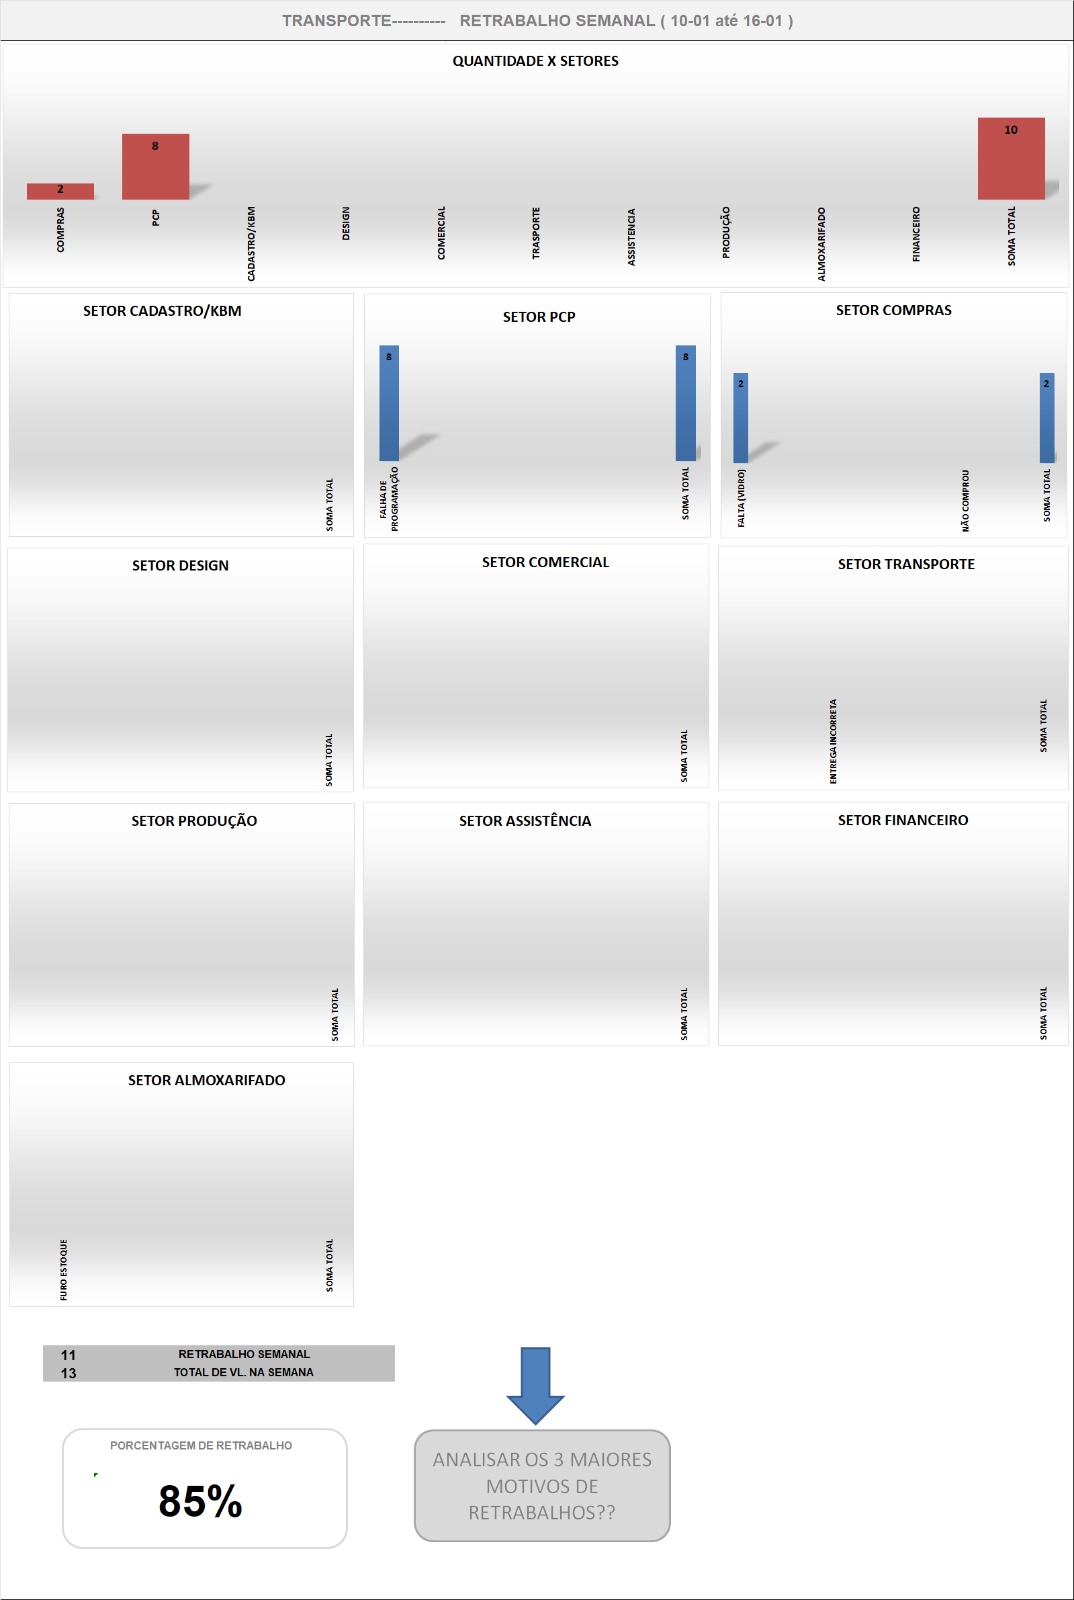 TRANSPORTE---------- RETRABALHO SEMANAL ( 10-01 até 16-01 )
QUANTIDADE X SETORES
2
8
10
COMPRAS
PCP
CADASTRO/KBM
DESIGN
COMERCIAL
TRASPORTE
ASSISTENCIA
PRODUÇÃO
ALMOXARIFADO
FINANCEIRO
SOMA TOTAL
SETOR CADASTRO/KBM
SOMA TOTAL
SETOR PCP
8
8
FALHA DE
PROGRAMAÇÃO
SOMA TOTAL
SETOR COMPRAS
2
2
FALTA (VIDRO)
NÃO COMPROU
SOMA TOTAL
SETOR DESIGN
SOMA TOTAL
SETOR COMERCIAL
SOMA TOTAL
SETOR TRANSPORTE
ENTREGA INCORRETA
SOMA TOTAL
SETOR PRODUÇÃO
SOMA TOTAL
SETOR ASSISTÊNCIA
SOMA TOTAL
SETOR FINANCEIRO
SOMA TOTAL
SETOR ALMOXARIFADO
FURO ESTOQUE
SOMA TOTAL
11 RETRABALHO SEMANAL
13 TOTAL DE VL. NA SEMANA
PORCENTAGEM DE RETRABALHO
85%
ANALISAR OS 3 MAIORES
MOTIVOS DE
RETRABALHOS??